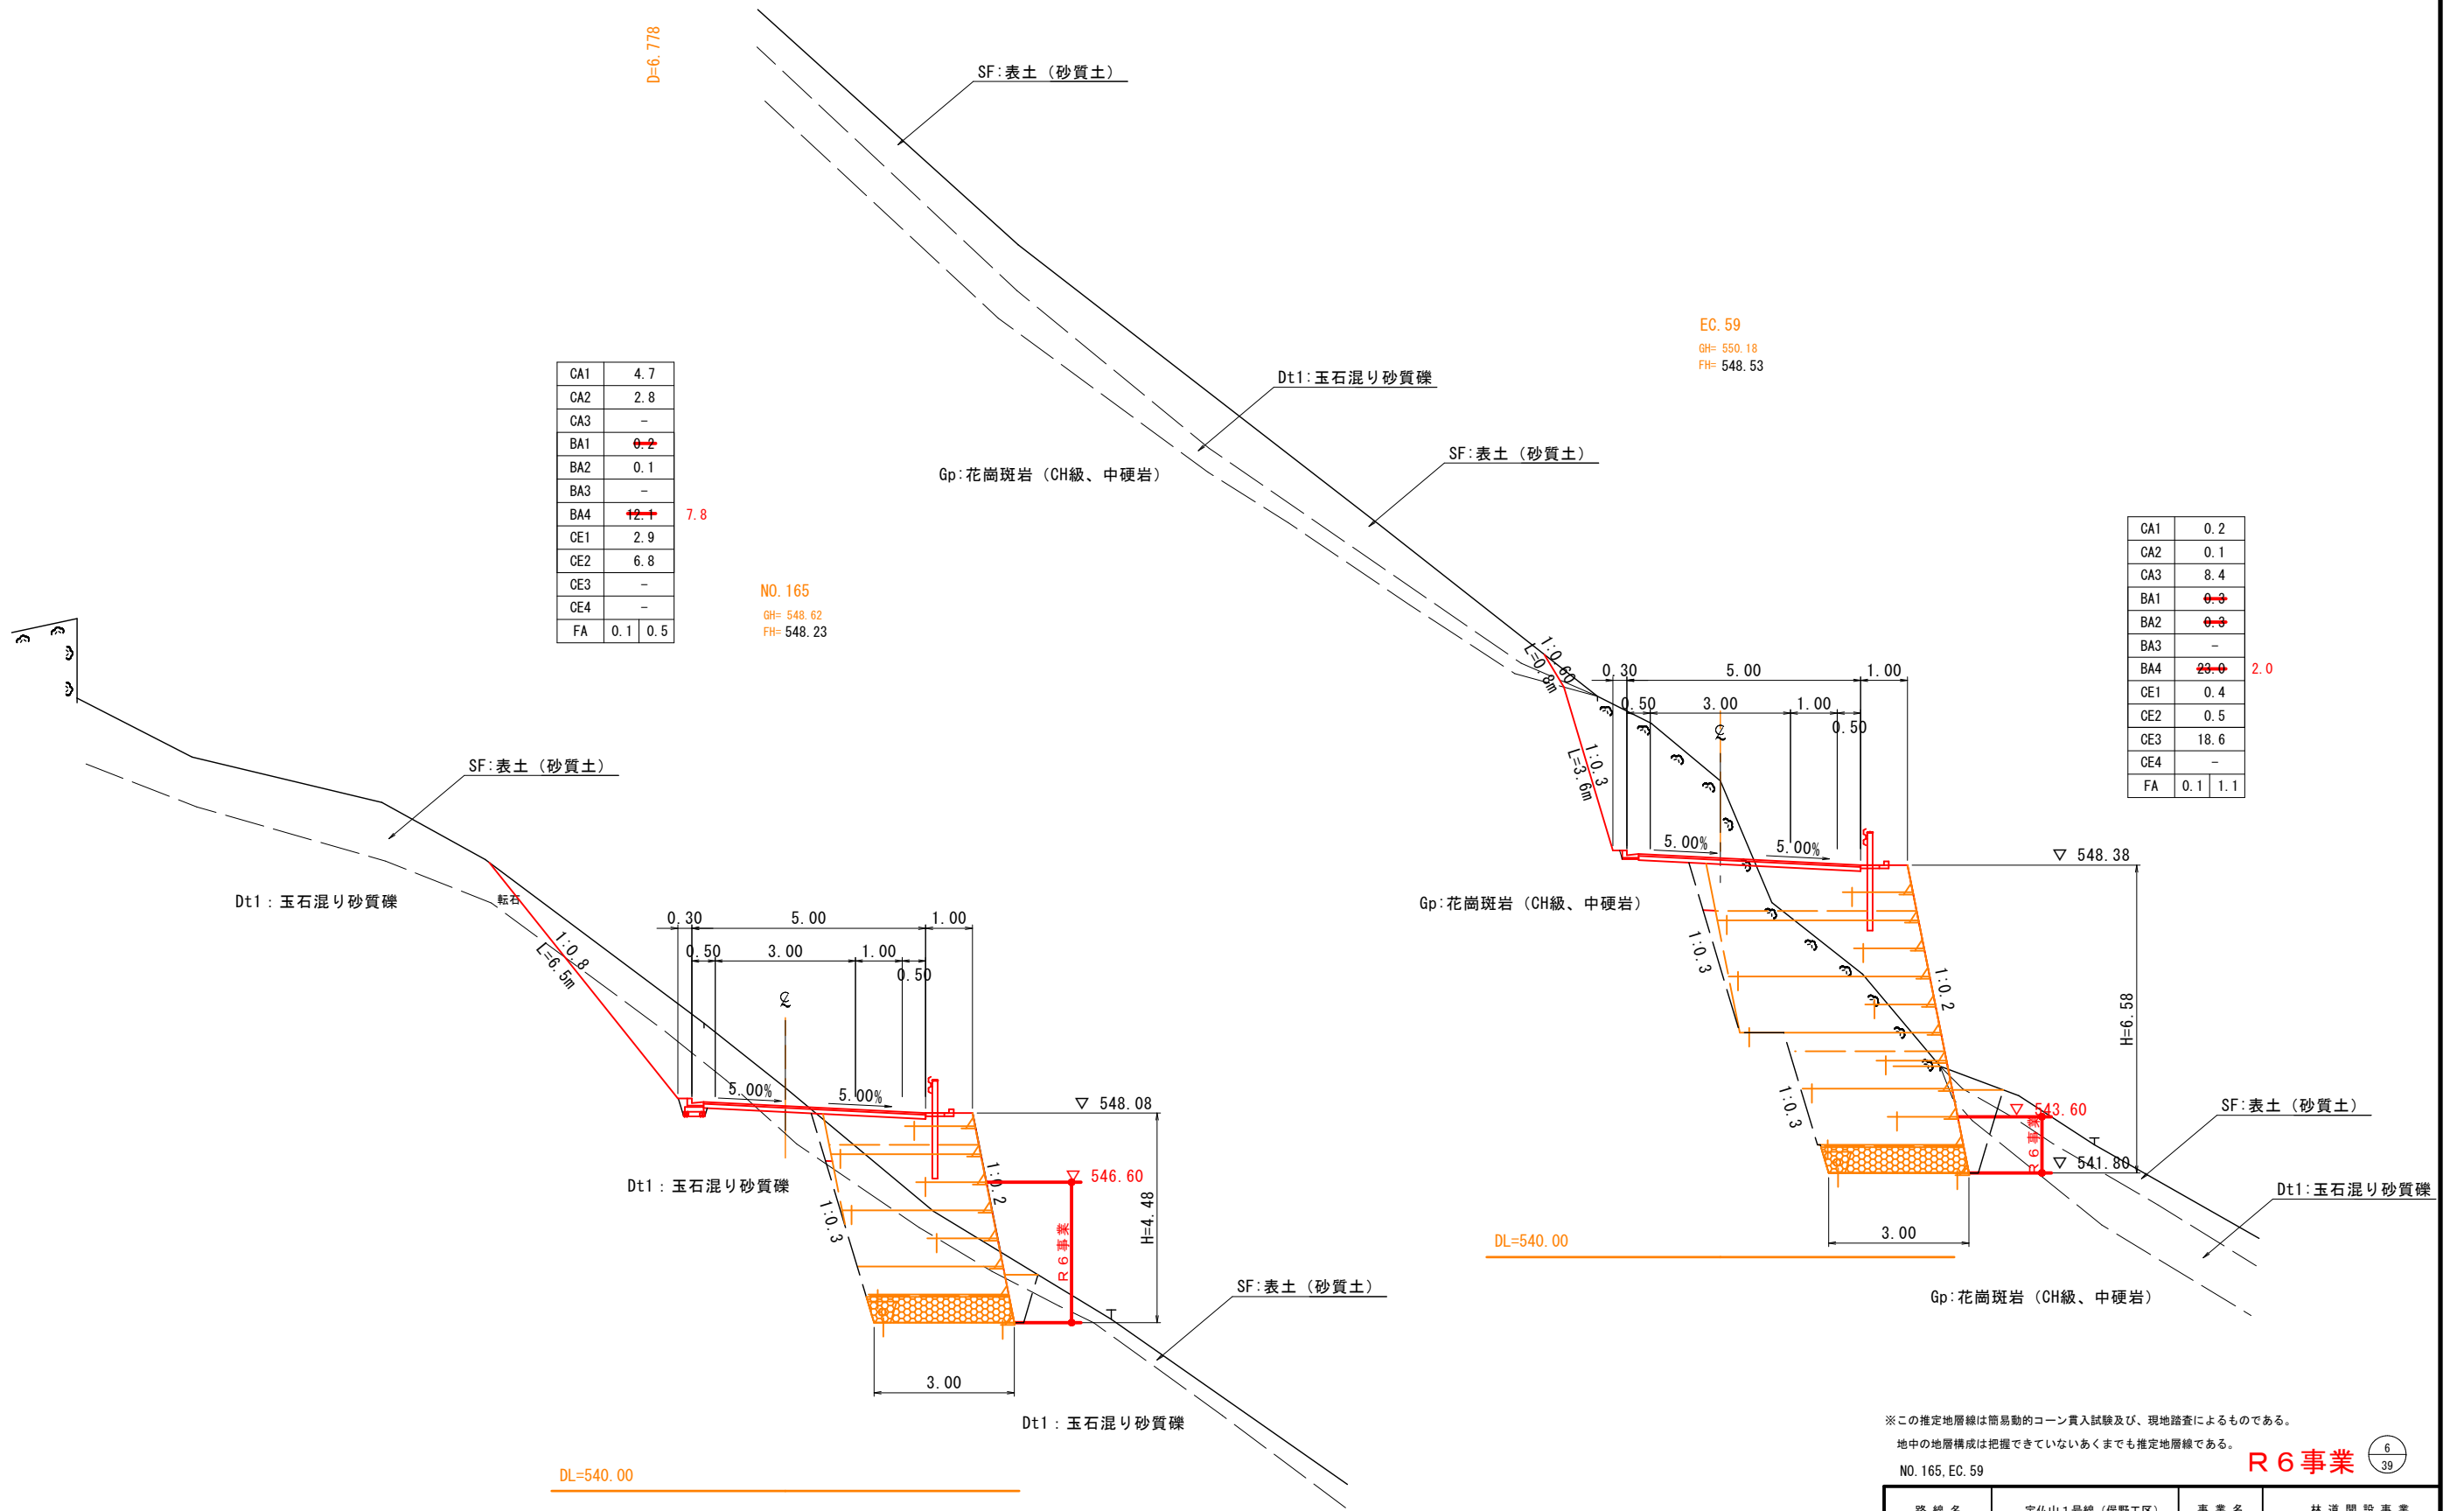 D=6.778
SF:表土（砂質土）
Dt1:玉石混り砂質礫
SF:表土（砂質土）
Gp:花崗斑岩（CH級、中硬岩）
CA1 4.7
CA2 2.8
CA3 -
BA1 0.2
BA2 0.1
BA3 -
BA4 12.1 7.8
CE1 2.9
CE2 6.8
CE3 -
CE4 -
FA 0.1 0.5
NO.165
GH= 548.62
FH= 548.23
SF:表土（砂質土）
Dt1：玉石混り砂質礫
転石
1:0.8
L=6.5m
0.30 5.00 1.00
0.50 3.00 1.00
0.50
5.00% 5.00%
▽ 548.08
Dt1：玉石混り砂質礫
1:0.3
1:0.2
▽ 546.60
R6事業
H=4.48
SF:表土（砂質土）
3.00
Dt1：玉石混り砂質礫
DL=540.00
EC.59
GH= 550.18
FH= 548.53
CA1 0.2
CA2 0.1
CA3 8.4
BA1 0.3
BA2 0.3
BA3 -
BA4 23.0 2.0
CE1 0.4
CE2 0.5
CE3 18.6
CE4 -
FA 0.1 1.1
1:0.60
L=0.8m
0.30 5.00 1.00
0.50 3.00 1.00
0.50
1:0.3
L=3.6m
5.00% 5.00%
▽ 548.38
Gp:花崗斑岩（CH級、中硬岩）
1:0.3
1:0.2
H=6.58
1:0.3
▽ 543.60
R6事業
▽ 541.80
SF:表土（砂質土）
Dt1:玉石混り砂質礫
3.00
DL=540.00
Gp:花崗斑岩（CH級、中硬岩）
※この推定地層線は簡易動的コーン貫入試験及び、現地踏査によるものである。
地中の地層構成は把握できていないあくまでも推定地層線である。
R6事業 6/39
NO.165,EC.59
路線名 事業名 林道開設事業